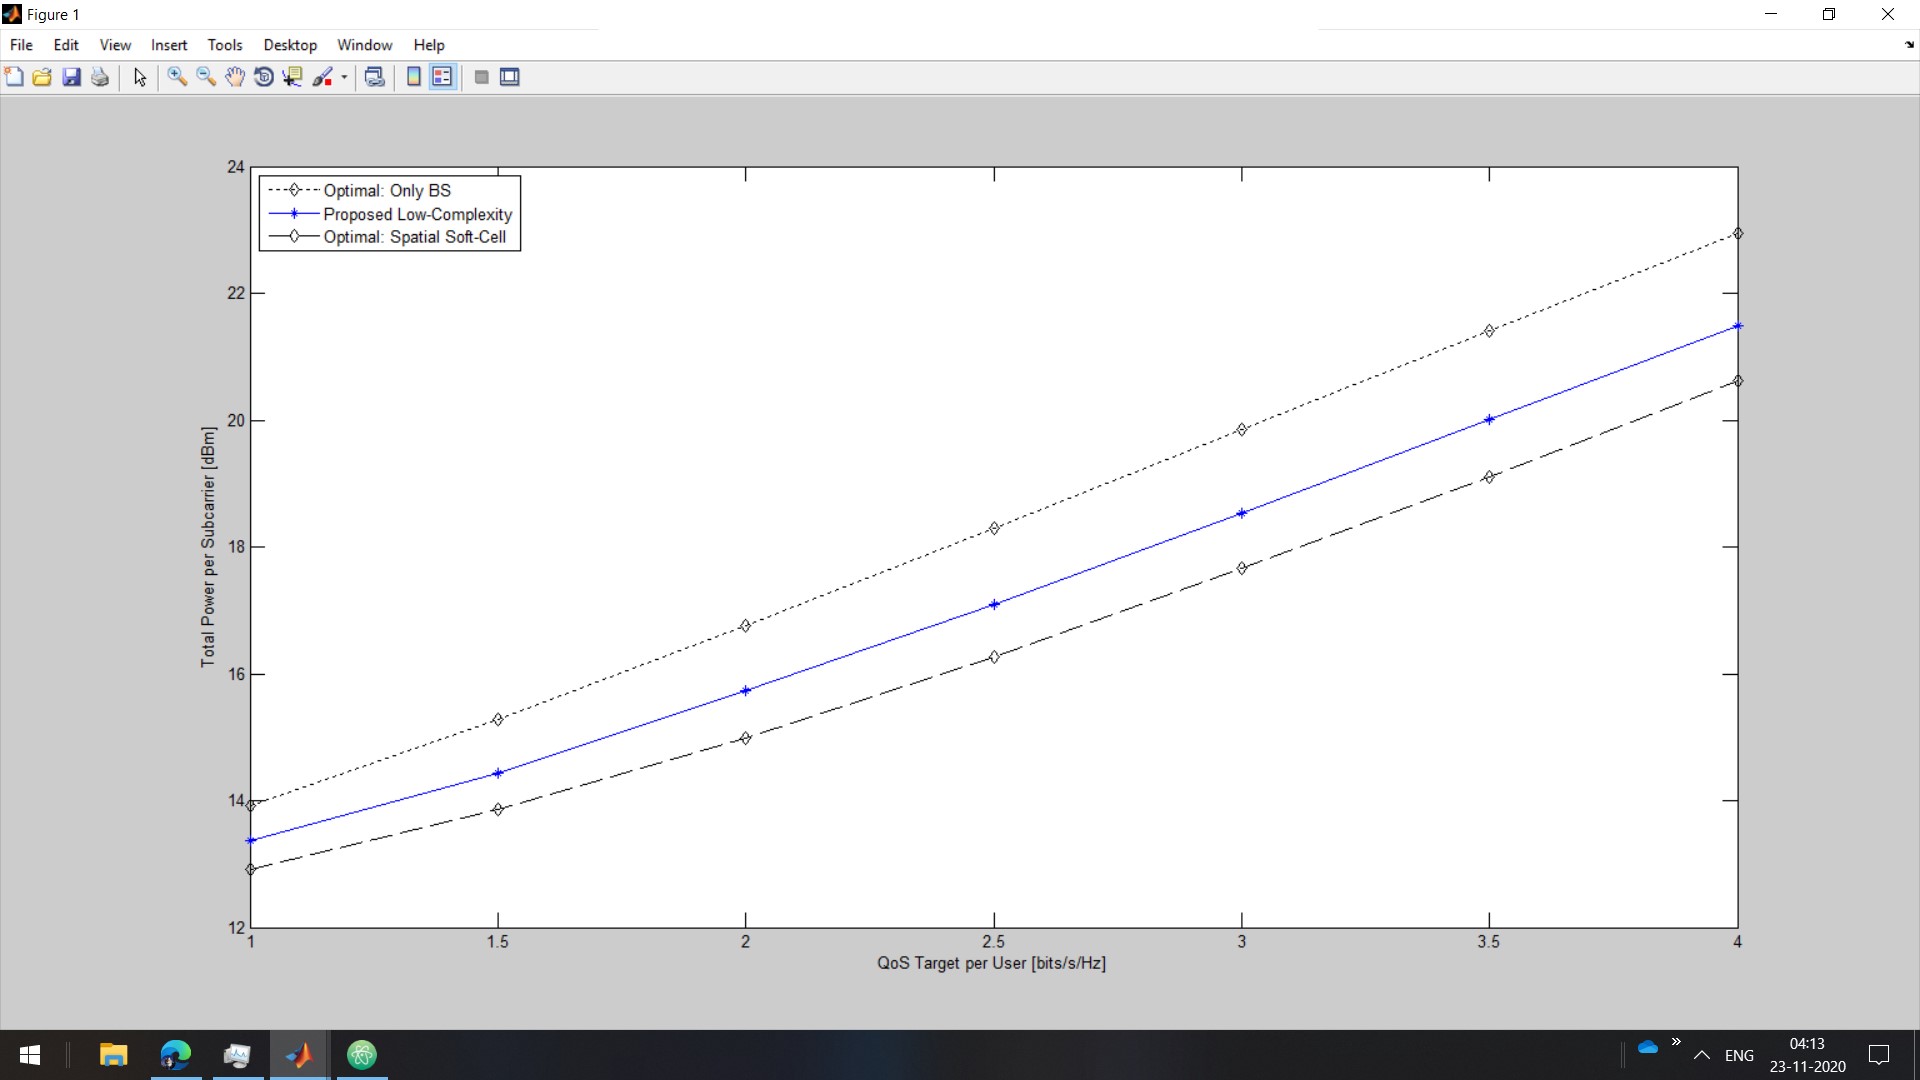 Figure 1
File Edit View Insert Tools Desktop Window Help
24
22
20
18
16
14
12
Total Power per Subcarrier [dBm]
Optimal: Only BS
Proposed Low-Complexity
Optimal: Spatial Soft-Cell
1 1.5 2 2.5 3 3.5 4
QoS Target per User [bits/s/Hz]
ENG
04:13
23-11-2020